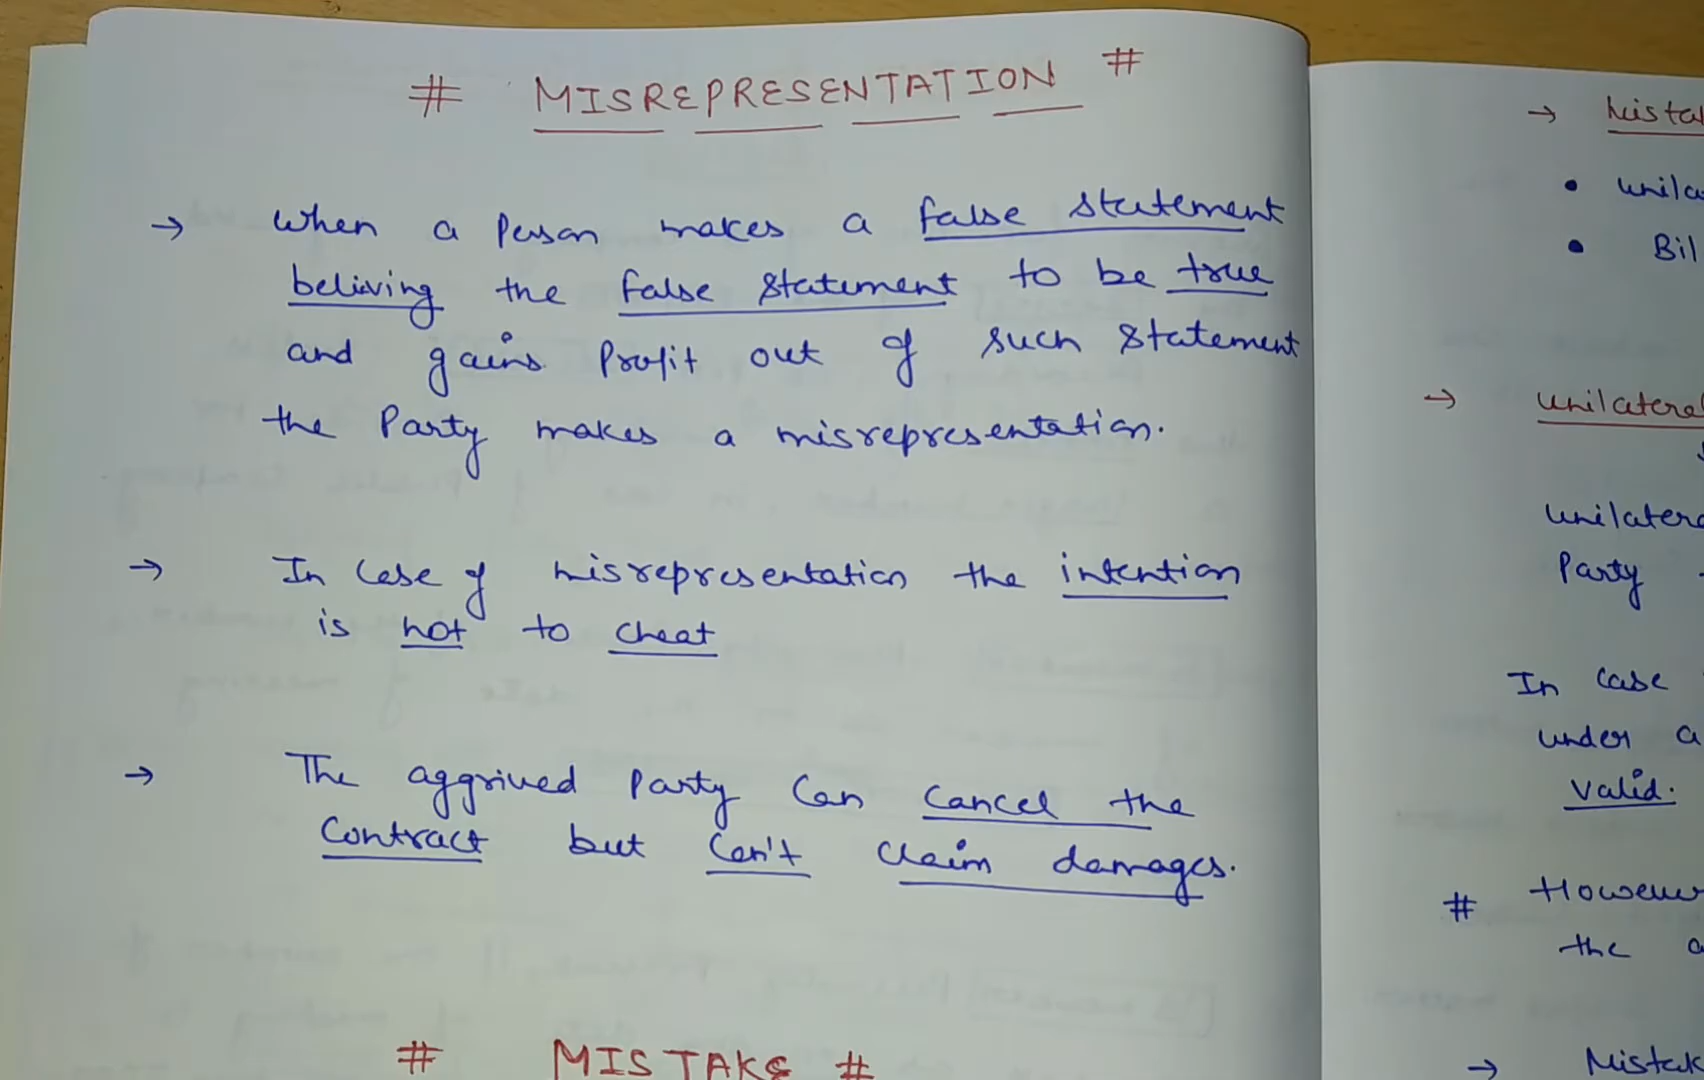 # MISREPRESENTATION #
→ When a Person makes a false statement
beliving the false statement to be true
and gains Profit out of such statement
the Party makes a misrepresentation.
→ In Case of misrepresentation the intention
is not to cheat
→ The aggrived Party Can cancel the
Contract but Can't claim damages.
# MISTAKE #
→
•
•
→
Party
In Case
under a
valid.
#
the
→